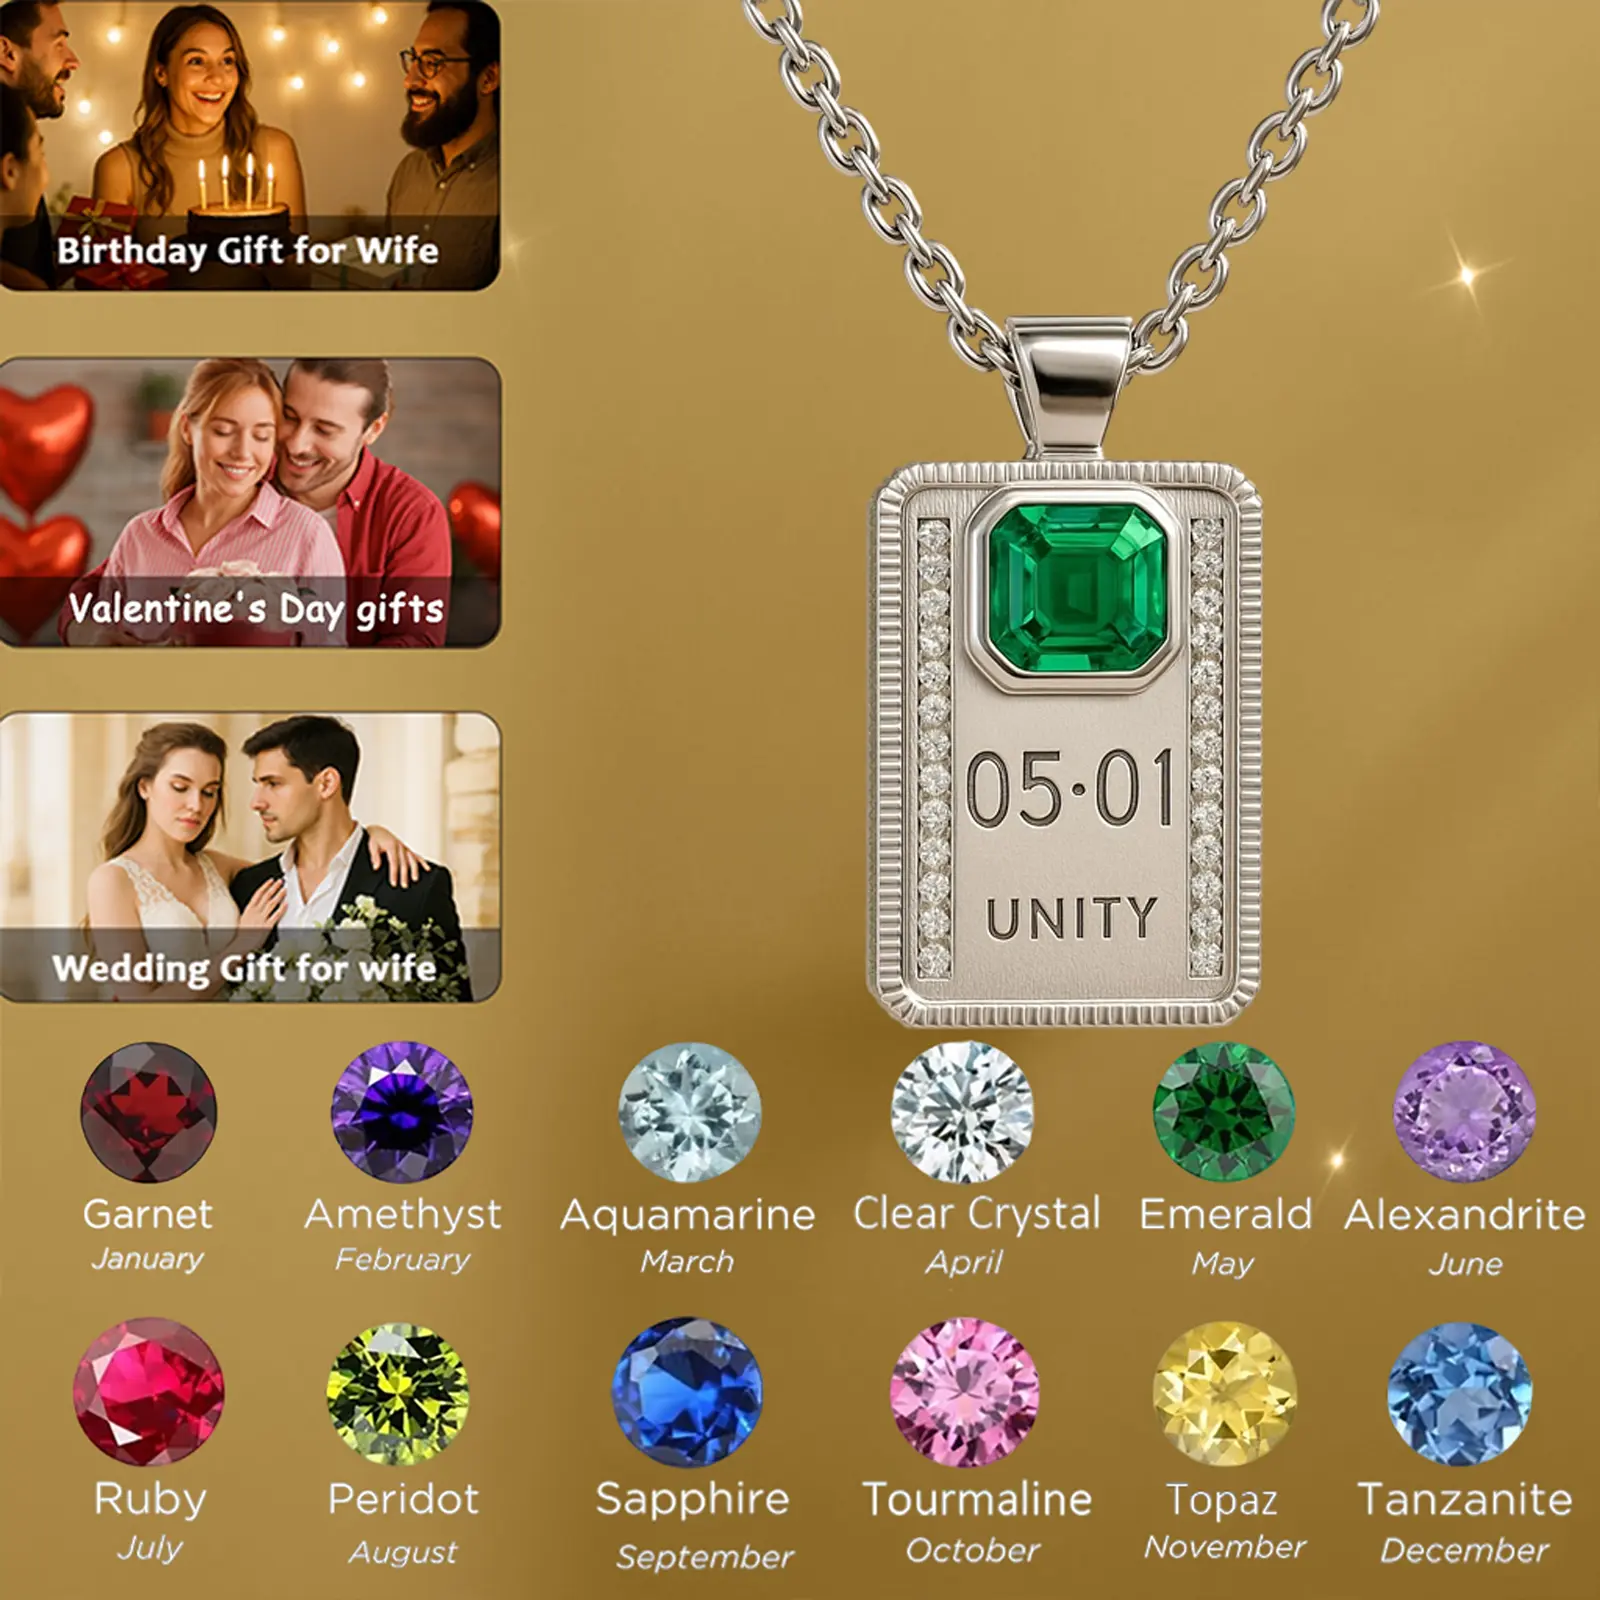 Birthday Gift for Wife
Valentine's Day gifts
Wedding Gift for wife
05·01
UNITY
Garnet
January
Amethyst
February
Aquamarine
March
Clear Crystal
April
Emerald
May
Alexandrite
June
Ruby
July
Peridot
August
Sapphire
September
Tourmaline
October
Topaz
November
Tanzanite
December